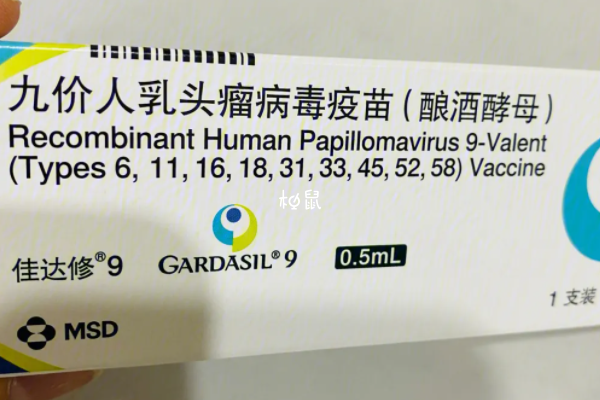 九价人乳头瘤病毒疫苗（酿酒酵母）
Recombinant Human Papillomavirus 9-Valent
(Types 6, 11, 16, 18, 31, 33, 45, 52, 58) Vaccine
佳达修®9 GARDASIL®9 0.5mL
1 支装
MSD